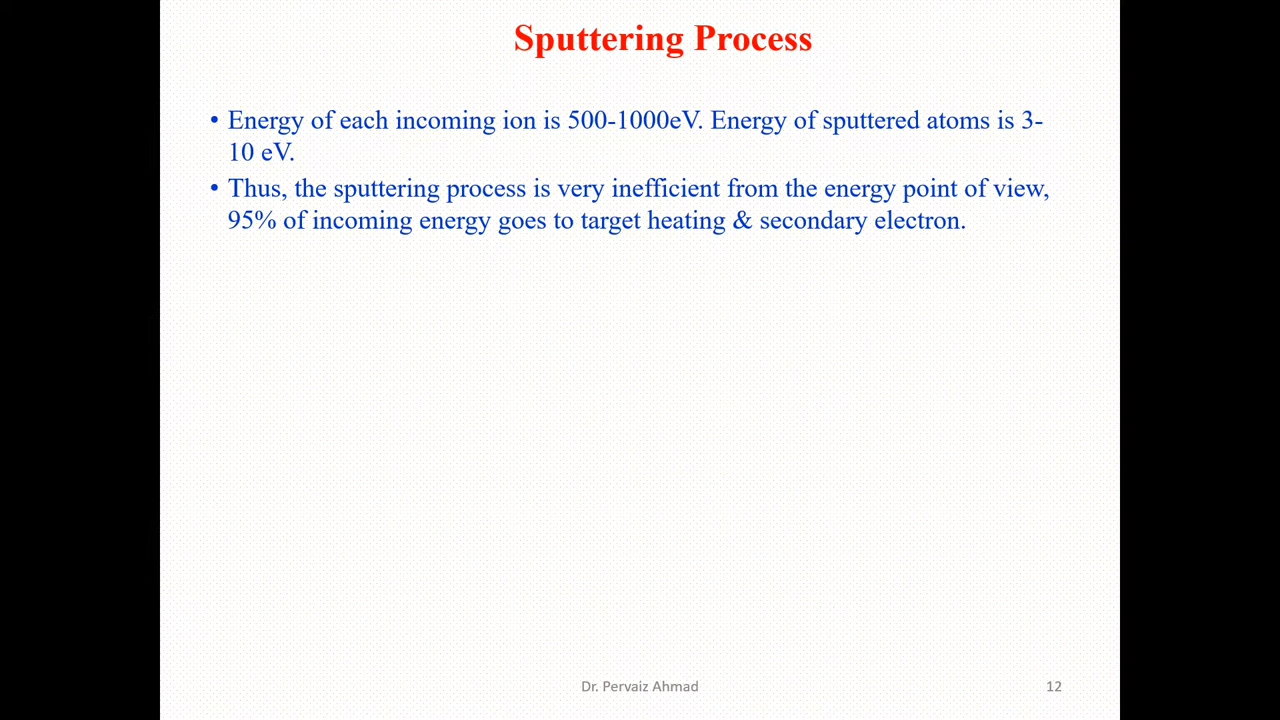 Sputtering Process
• Energy of each incoming ion is 500-1000eV. Energy of sputtered atoms is 3-
10 eV.
• Thus, the sputtering process is very inefficient from the energy point of view,
95% of incoming energy goes to target heating & secondary electron.
Dr. Pervaiz Ahmad
12